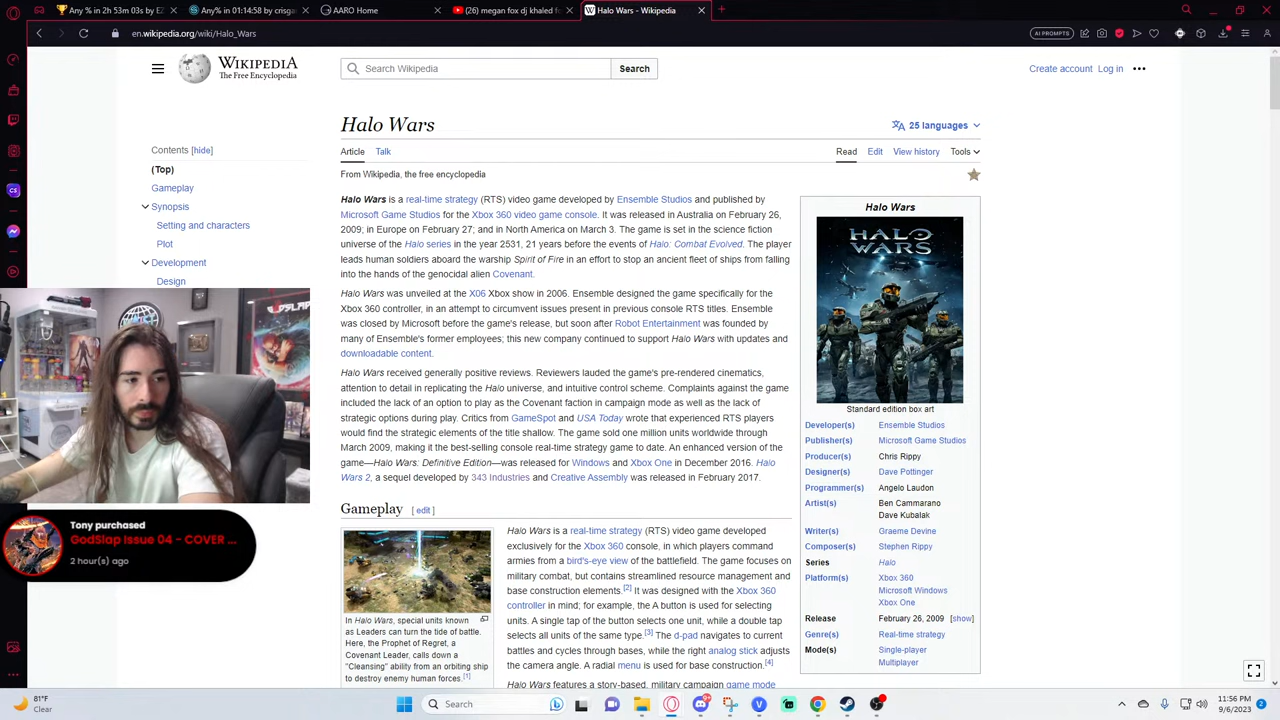 Any % in 2h 53m 03s by EZ
Any% in 01:14:58 by crisga
AARO Home
(26) megan fox dj khaled fo
Halo Wars - Wikipedia
en.wikipedia.org/wiki/Halo_Wars
AI PROMPTS
WIKIPEDIA
The Free Encyclopedia
Search Wikipedia
Search
Create account Log in
Halo Wars
25 languages
Article Talk
Read Edit View history Tools
From Wikipedia, the free encyclopedia
Contents [hide]
(Top)
Gameplay
Synopsis
Setting and characters
Plot
Development
Design
Halo Wars is a real-time strategy (RTS) video game developed by Ensemble Studios and published by
Microsoft Game Studios for the Xbox 360 video game console. It was released in Australia on February 26,
2009; in Europe on February 27; and in North America on March 3. The game is set in the science fiction
universe of the Halo series in the year 2531, 21 years before the events of Halo: Combat Evolved. The player
leads human soldiers aboard the warship Spirit of Fire in an effort to stop an ancient fleet of ships from falling
into the hands of the genocidal alien Covenant.
Halo Wars was unveiled at the X06 Xbox show in 2006. Ensemble designed the game specifically for the
Xbox 360 controller, in an attempt to circumvent issues present in previous console RTS titles. Ensemble
was closed by Microsoft before the game's release, but soon after Robot Entertainment was founded by
many of Ensemble's former employees; this new company continued to support Halo Wars with updates and
downloadable content.
Halo Wars received generally positive reviews. Reviewers lauded the game's pre-rendered cinematics,
attention to detail in replicating the Halo universe, and intuitive control scheme. Complaints against the game
included the lack of an option to play as the Covenant faction in campaign mode as well as the lack of
strategic options during play. Critics from GameSpot and USA Today wrote that experienced RTS players
would find the strategic elements of the title shallow. The game sold one million units worldwide through
March 2009, making it the best-selling console real-time strategy game to date. An enhanced version of the
game—Halo Wars: Definitive Edition—was released for Windows and Xbox One in December 2016. Halo
Wars 2, a sequel developed by 343 Industries and Creative Assembly was released in February 2017.
Gameplay [ edit ]
Halo Wars is a real-time strategy (RTS) video game developed
exclusively for the Xbox 360 console, in which players command
armies from a bird's-eye view of the battlefield. The game focuses on
military combat, but contains streamlined resource management and
base construction elements.[2] It was designed with the Xbox 360
controller in mind; for example, the A button is used for selecting
units. A single tap of the button selects one unit, while a double tap
selects all units of the same type.[3] The d-pad navigates to current
battles and cycles through bases, while the right analog stick adjusts
the camera angle. A radial menu is used for base construction.[4]
Halo Wars features a story-based, military campaign game mode
In Halo Wars, special units known
as Leaders can turn the tide of battle.
Here, the Prophet of Regret, a
Covenant Leader, calls down a
"Cleansing" ability from an orbiting ship
to destroy enemy human forces.[1]
Halo Wars
HALO
WARS
Standard edition box art
Developer(s) Ensemble Studios
Publisher(s) Microsoft Game Studios
Producer(s) Chris Rippy
Designer(s) Dave Pottinger
Programmer(s) Angelo Laudon
Artist(s) Ben Cammarano
Dave Kubalak
Writer(s) Graeme Devine
Composer(s) Stephen Rippy
Series Halo
Platform(s) Xbox 360
Microsoft Windows
Xbox One
Release February 26, 2009 [show]
Genre(s) Real-time strategy
Mode(s) Single-player
Multiplayer
Tony purchased
GodSlap Issue 04 - COVER ...
2 hour(s) ago
81°F
Clear
Search
11:56 PM
9/6/2023